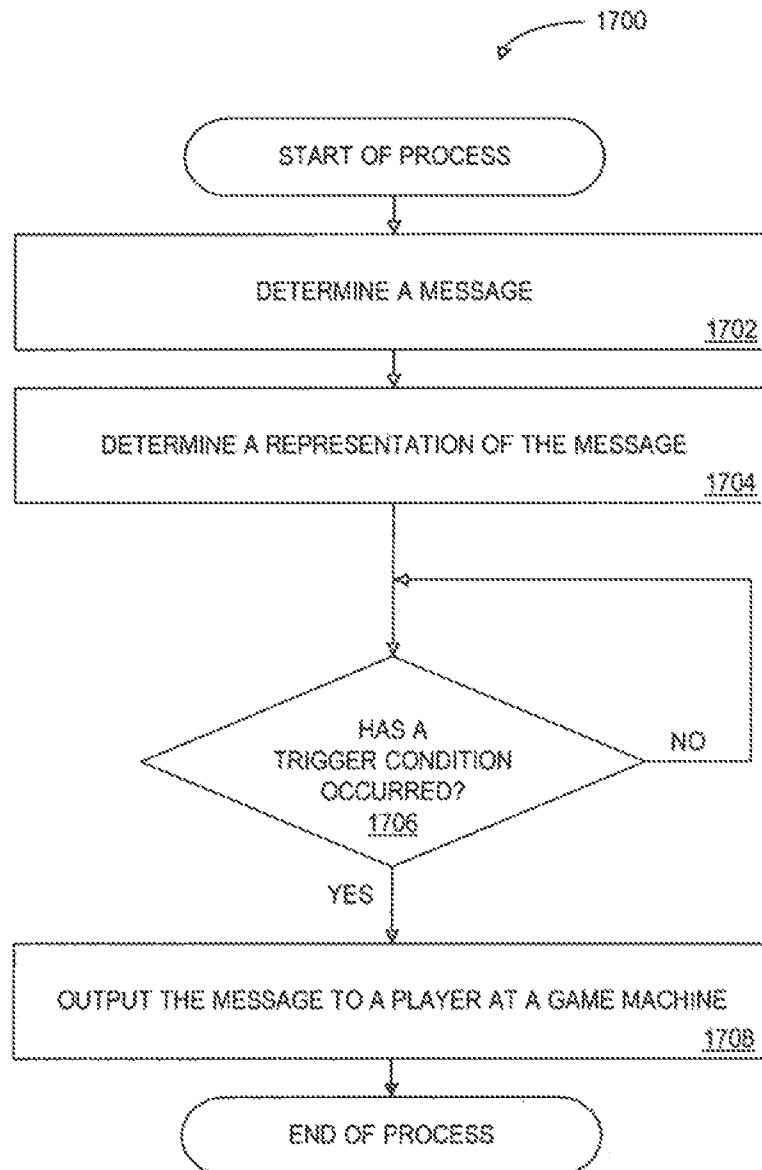 1700
START OF PROCESS
DETERMINE A MESSAGE
1702
DETERMINE A REPRESENTATION OF THE MESSAGE
1704
HAS A
TRIGGER CONDITION
OCCURRED?
1706
NO
YES
OUTPUT THE MESSAGE TO A PLAYER AT A GAME MACHINE
1708
END OF PROCESS